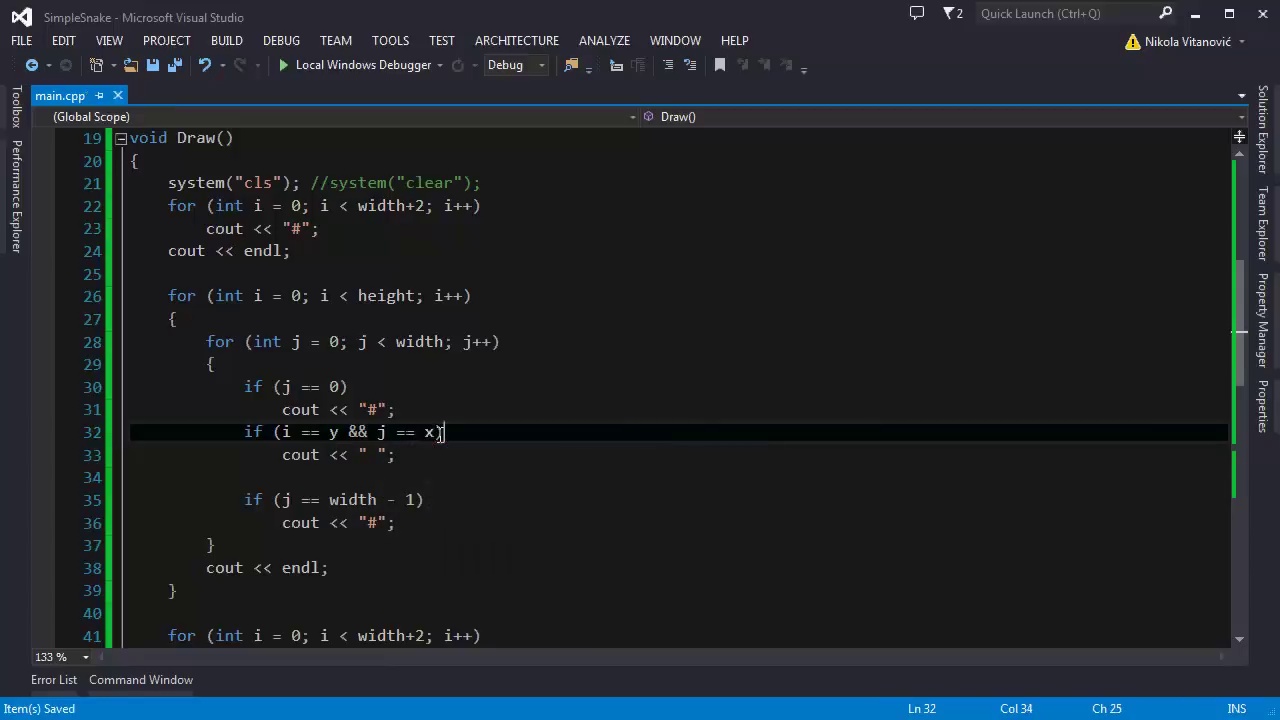 SimpleSnake - Microsoft Visual Studio
2
Quick Launch (Ctrl+Q)
FILE EDIT VIEW PROJECT BUILD DEBUG TEAM TOOLS TEST ARCHITECTURE ANALYZE WINDOW HELP
Nikola Vitanović
Local Windows Debugger
Debug
main.cpp
(Global Scope)
Draw()
Toolbox
Performance Explorer
19 void Draw()
20 {
21 system("cls"); //system("clear");
22 for (int i = 0; i < width+2; i++)
23 cout << "#";
24 cout << endl;
25
26 for (int i = 0; i < height; i++)
27 {
28 for (int j = 0; j < width; j++)
29 {
30 if (j == 0)
31 cout << "#";
32 if (i == y && j == x)
33 cout << " ";
34
35 if (j == width - 1)
36 cout << "#";
37 }
38 cout << endl;
39 }
40
41 for (int i = 0; i < width+2; i++)
Solution Explorer
Team Explorer
Property Manager
Properties
133 %
Error List Command Window
Item(s) Saved
Ln 32
Col 34
Ch 25
INS